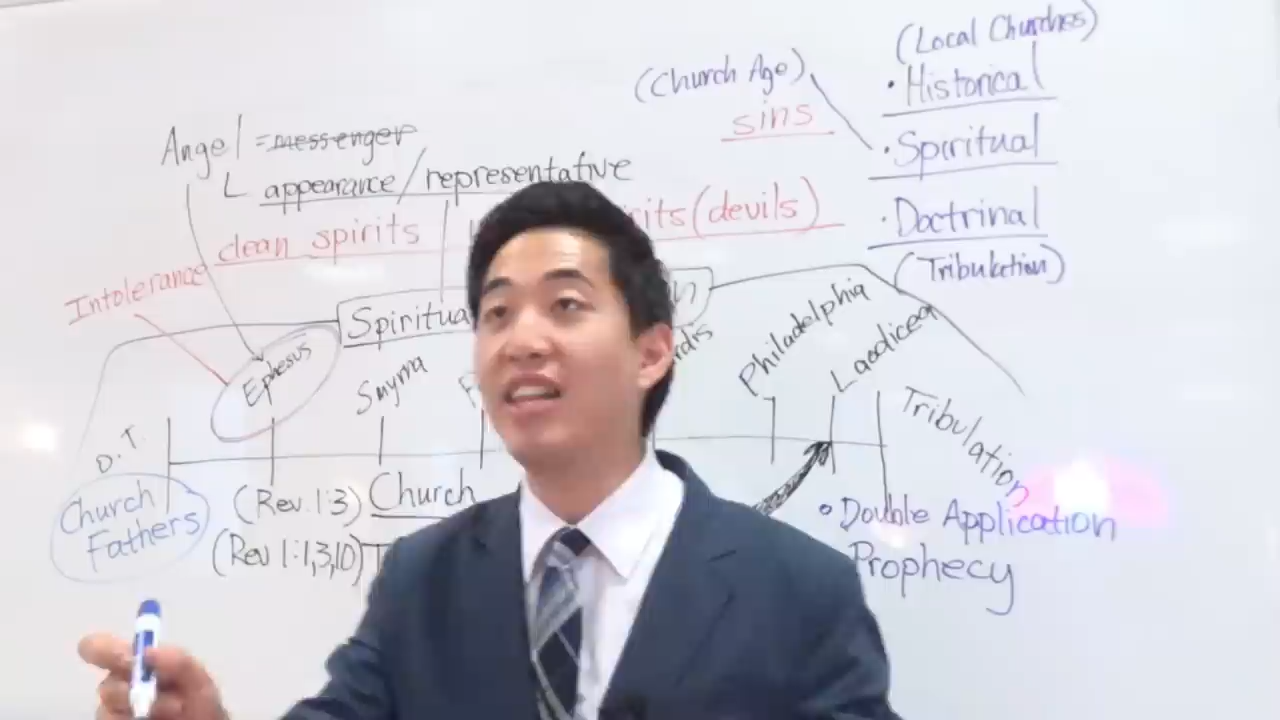 (Local Churches)
(Church Age)
• Historical
sins
Angel = messenger
• Spiritual
L appearance/representative
clean spirits
(devils)
• Doctrinal
(Tribulation)
Intolerance
Ephesus
Smyrna
Philadelphia
Laodicea
O.T.
Tribulation
Church
Fathers
(Rev. 1:3) Church
(Rev 1:1,3,10)
• Double Application
Prophecy